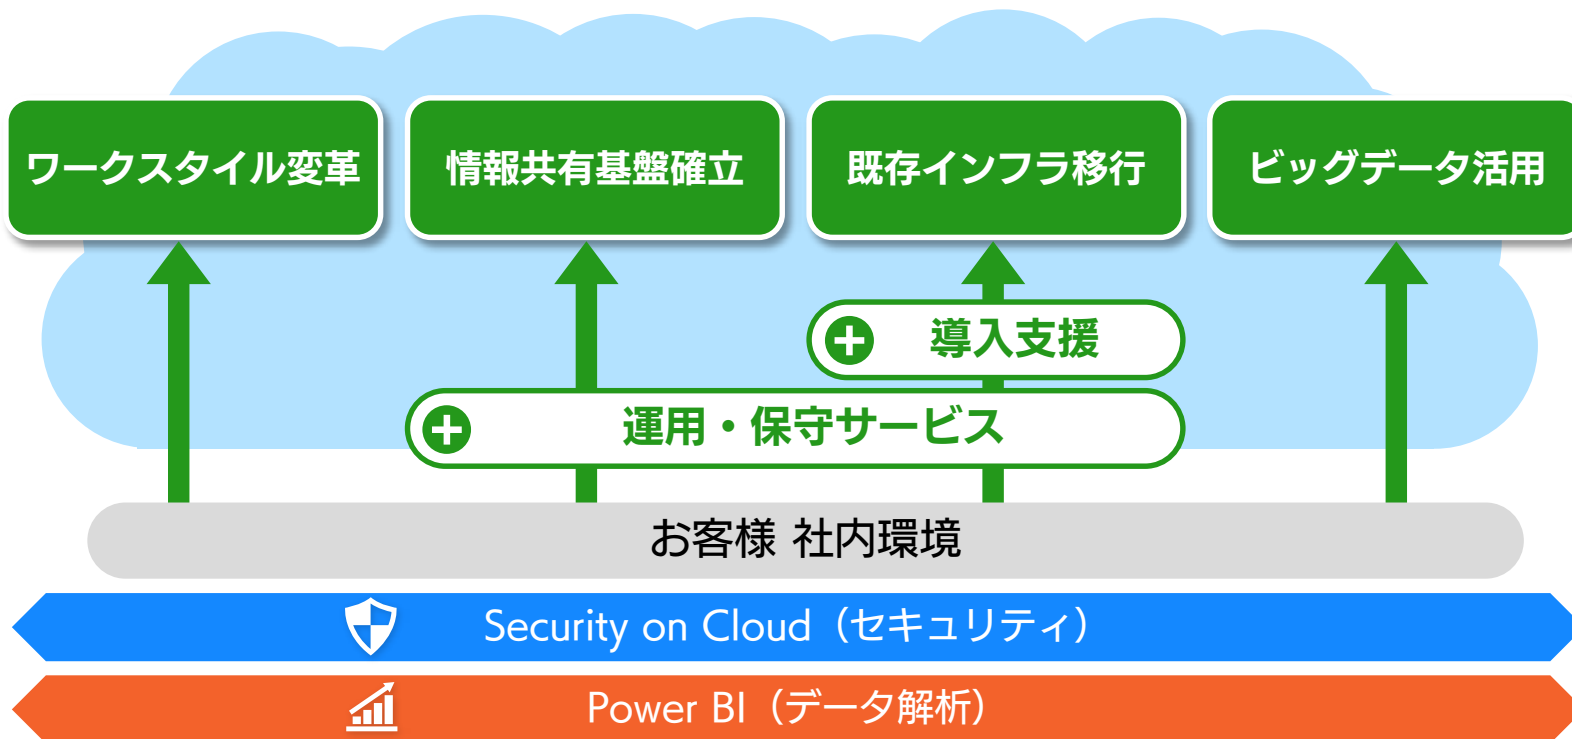 ワークスタイル変革
情報共有基盤確立
既存インフラ移行
ビッグデータ活用
導入支援
運用・保守サービス
お客様 社内環境
Security on Cloud（セキュリティ）
Power BI（データ解析）